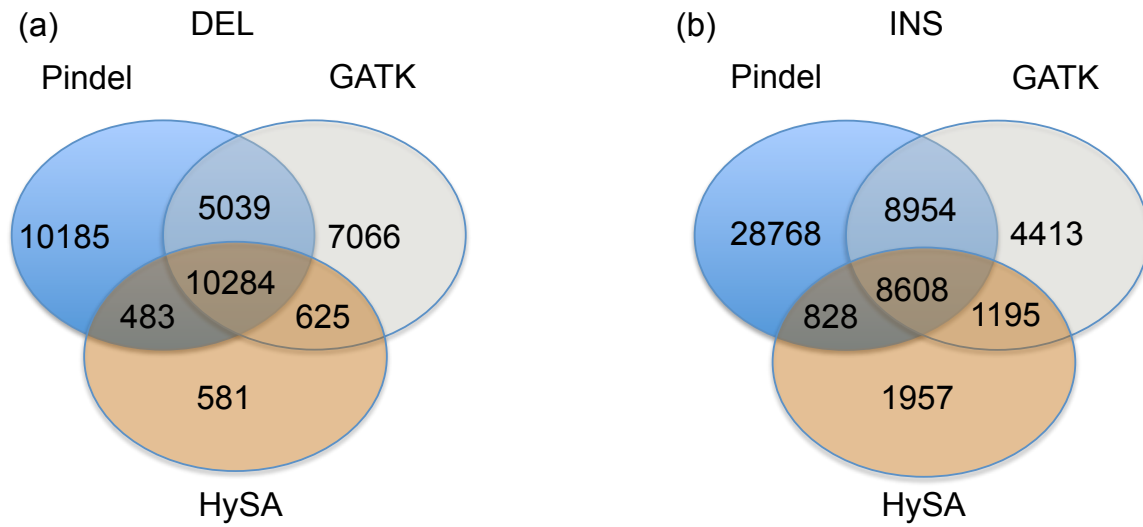 (a) DEL
Pindel GATK
5039
10185 7066
10284
483 625
581
HySA
(b) INS
Pindel GATK
8954
28768 4413
8608
828 1195
1957
HySA